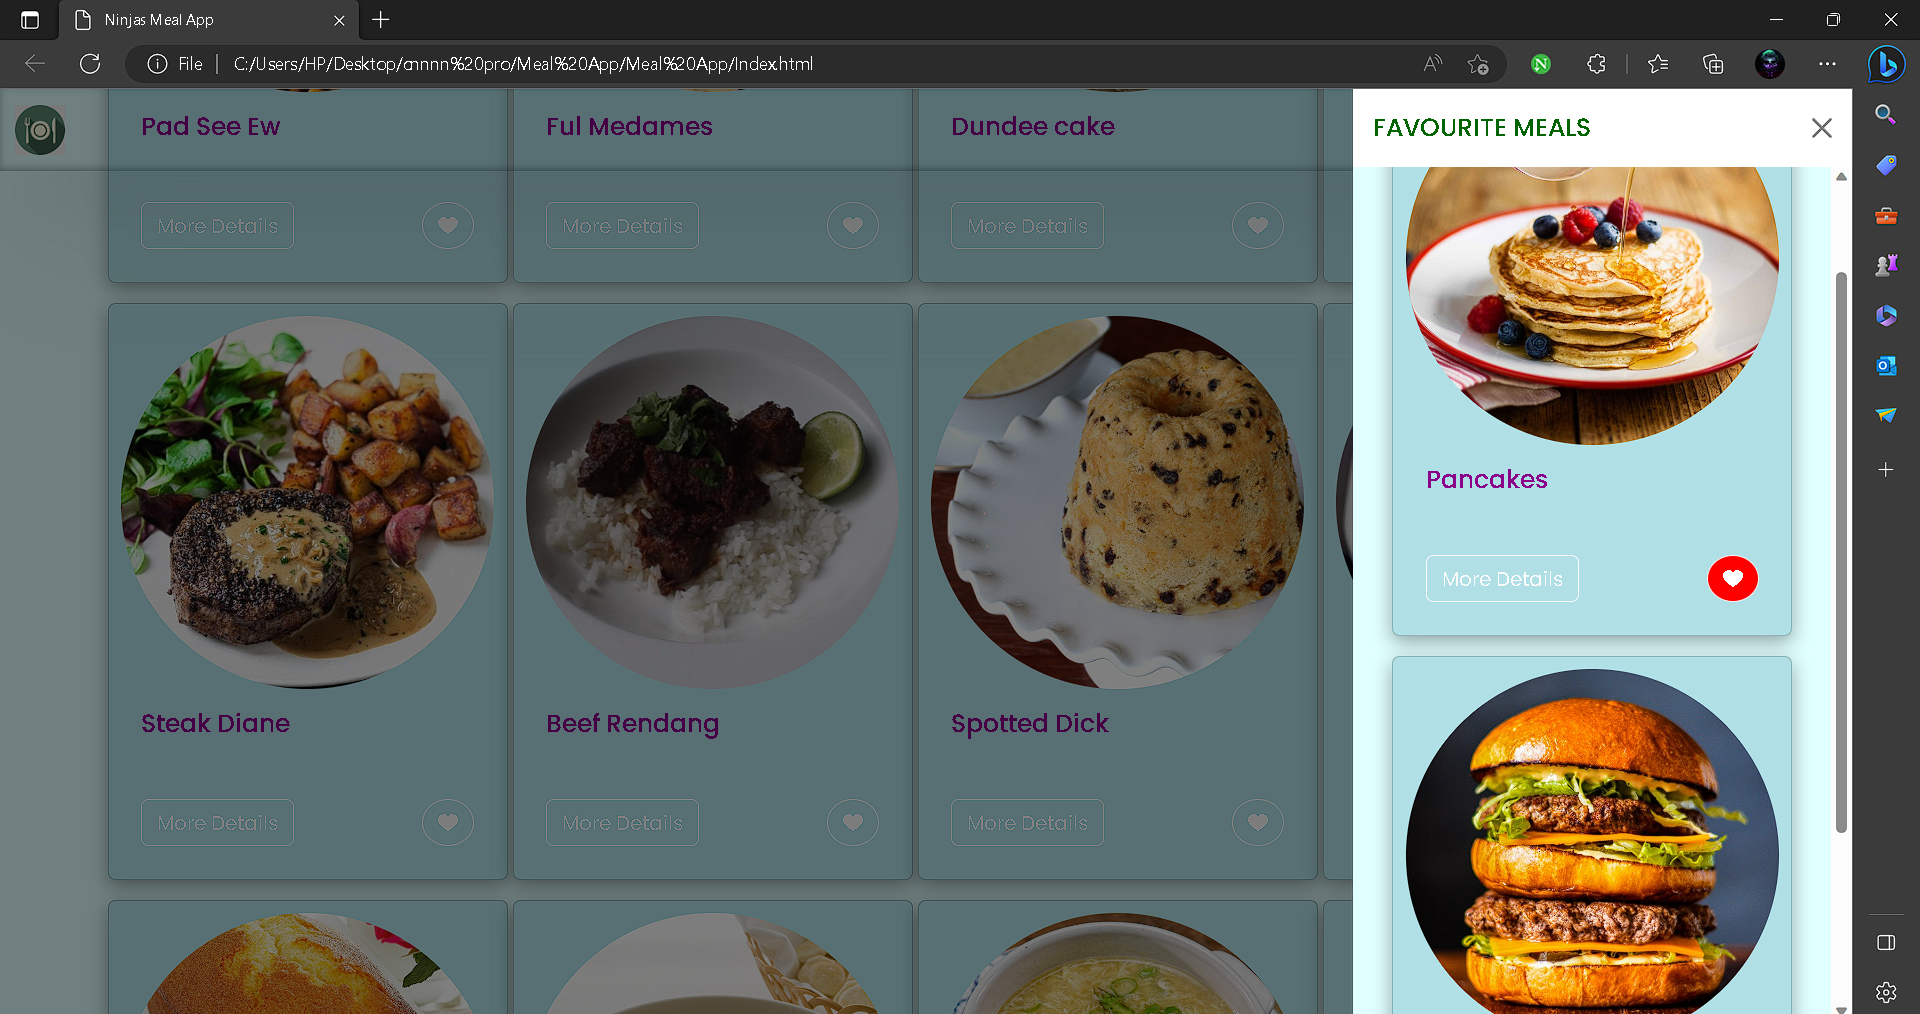 Ninjas Meal App
File
C:/Users/HP/Desktop/cnnnn%20pro/Meal%20App/Meal%20App/Index.html
Pad See Ew
Ful Medames
Dundee cake
More Details
More Details
More Details
Steak Diane
Beef Rendang
Spotted Dick
More Details
More Details
More Details
FAVOURITE MEALS
Pancakes
More Details